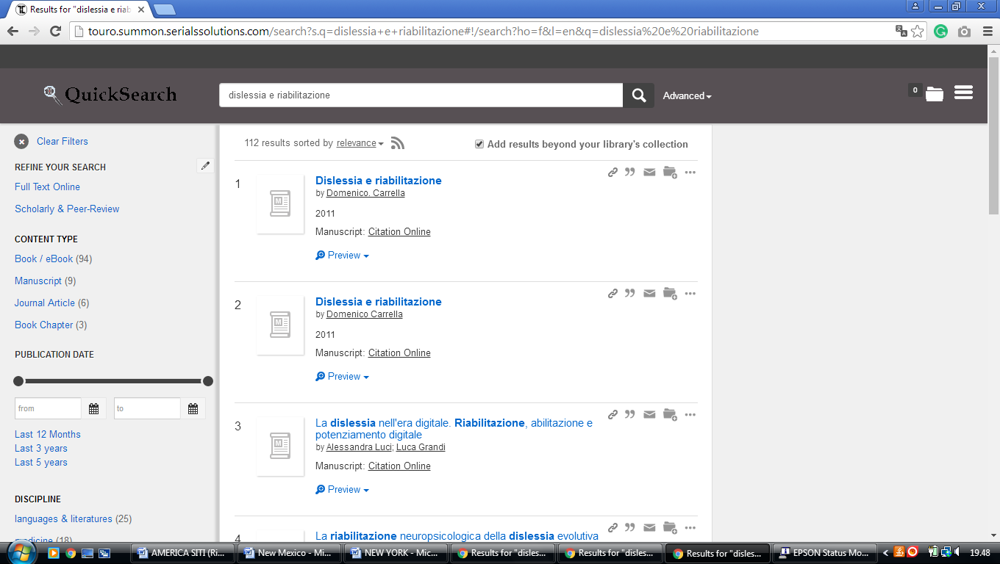 Results for "dislessia e riab
touro.summon.serialssolutions.com/search?s.q=dislessia+e+riabilitazione#!/search?ho=f&l=en&q=dislessia%20e%20riabilitazione
QuickSearch
dislessia e riabilitazione
Advanced
0
Clear Filters
REFINE YOUR SEARCH
Full Text Online
Scholarly & Peer-Review
CONTENT TYPE
Book / eBook (94)
Manuscript (9)
Journal Article (6)
Book Chapter (3)
PUBLICATION DATE
from
to
Last 12 Months
Last 3 years
Last 5 years
DISCIPLINE
languages & literatures (25)
medicine (18)
112 results sorted by relevance
Add results beyond your library's collection
1
Dislessia e riabilitazione
by Domenico. Carrella
2011
Manuscript: Citation Online
Preview
2
Dislessia e riabilitazione
by Domenico Carrella
2011
Manuscript: Citation Online
Preview
3
La dislessia nell'era digitale. Riabilitazione, abilitazione e
potenziamento digitale
by Alessandra Luci; Luca Grandi
Manuscript: Citation Online
Preview
4
La riabilitazione neuropsicologica della dislessia evolutiva
AMERICA SITI (Ri...
New Mexico - Mi...
NEW YORK - Mic...
Results for "disles...
Results for "disles...
Results for "disles...
EPSON Status Mo...
19.48